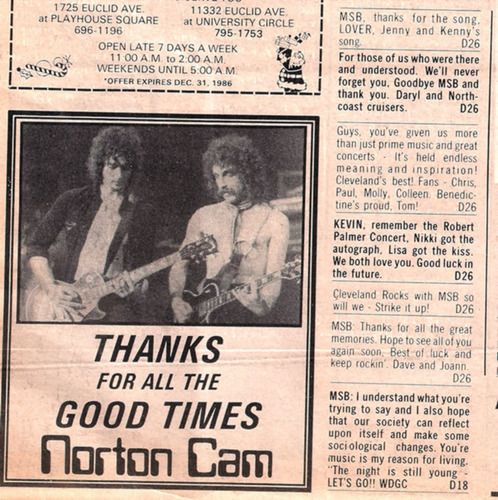 1725 EUCLID AVE.
at PLAYHOUSE SQUARE
696-1196
11332 EUCLID AVE.
at UNIVERSITY CIRCLE
795-1753
OPEN LATE 7 DAYS A WEEK
11:00 A.M. to 2:00 A.M.
WEEKENDS UNTIL 5:00 A.M.
*OFFER EXPIRES DEC. 31, 1986
THANKS
FOR ALL THE
GOOD TIMES
Norton Cam
MSB, thanks for the song,
LOVER, Jenny and Kenny's
song. D26
For those of us who were there
and understood. We'll never
forget you. Goodbye MSB and
thank you. Daryl and North-
coast cruisers. D26
Guys, you've given us more
than just prime music and great
concerts - It's held endless
meaning and inspiration!
Cleveland's best! Fans - Chris,
Paul, Molly, Colleen. Benedic-
tine's proud, Tom! D26
KEVIN, remember the Robert
Palmer Concert, Nikki got the
autograph, Lisa got the kiss.
We both love you. Good luck in
the future. D26
Cleveland Rocks with MSB so
will we - Strike it up! D26
MSB: Thanks for all the great
memories. Hope to see all of you
again soon. Best of luck and
keep rockin'. Dave and Joann.
D26
MSB: I understand what you're
trying to say and I also hope
that our society can reflect
upon itself and make some
sociological changes. You're
music is my reason for living.
"The night is still young -
LET'S GO!! WDGC D18